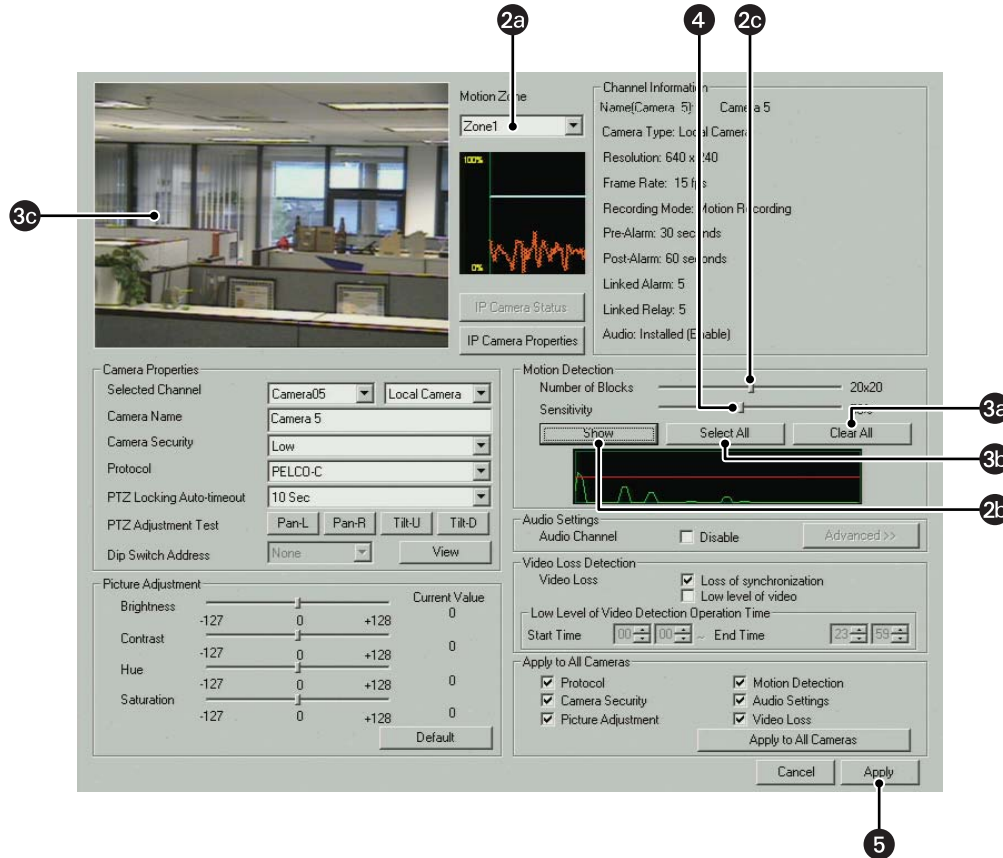 2a
4
2c
Motion Zone
Zone1
100%
0%
IP Camera Status
IP Camera Properties
3c
Channel Information
Name(Camera 5): Camera 5
Camera Type: Local Camera
Resolution: 640 x 240
Frame Rate: 15 fps
Recording Mode: Motion Recording
Pre-Alarm: 30 seconds
Post-Alarm: 60 seconds
Linked Alarm: 5
Linked Relay: 5
Audio: Installed (Enable)
Camera Properties
Selected Channel Camera05 Local Camera
Camera Name Camera 5
Camera Security Low
Protocol PELCO-C
PTZ Locking Auto-timeout 10 Sec
PTZ Adjustment Test Pan-L Pan-R Tilt-U Tilt-D
Dip Switch Address None View
Picture Adjustment
Current Value
Brightness
-127 0 +128 0
Contrast
-127 0 +128 0
Hue
-127 0 +128 0
Saturation
-127 0 +128 0
Default
Motion Detection
Number of Blocks 20x20
Sensitivity
Show Select All Clear All
3a
3b
2b
Audio Settings
Audio Channel Disable Advanced >>
Video Loss Detection
Video Loss Loss of synchronization
Low level of video
Low Level of Video Detection Operation Time
Start Time 00 00 ~ End Time 23 59
Apply to All Cameras
Protocol Motion Detection
Camera Security Audio Settings
Picture Adjustment Video Loss
Apply to All Cameras
Cancel Apply
5